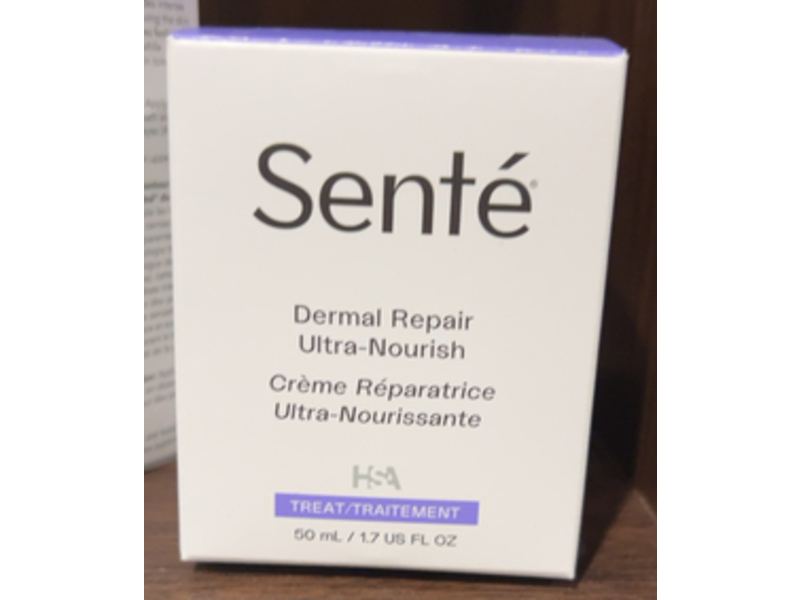 Senté®
Dermal Repair
Ultra-Nourish
Crème Réparatrice
Ultra-Nourissante
HSA
TREAT/TRAITEMENT
50 mL / 1.7 US FL OZ